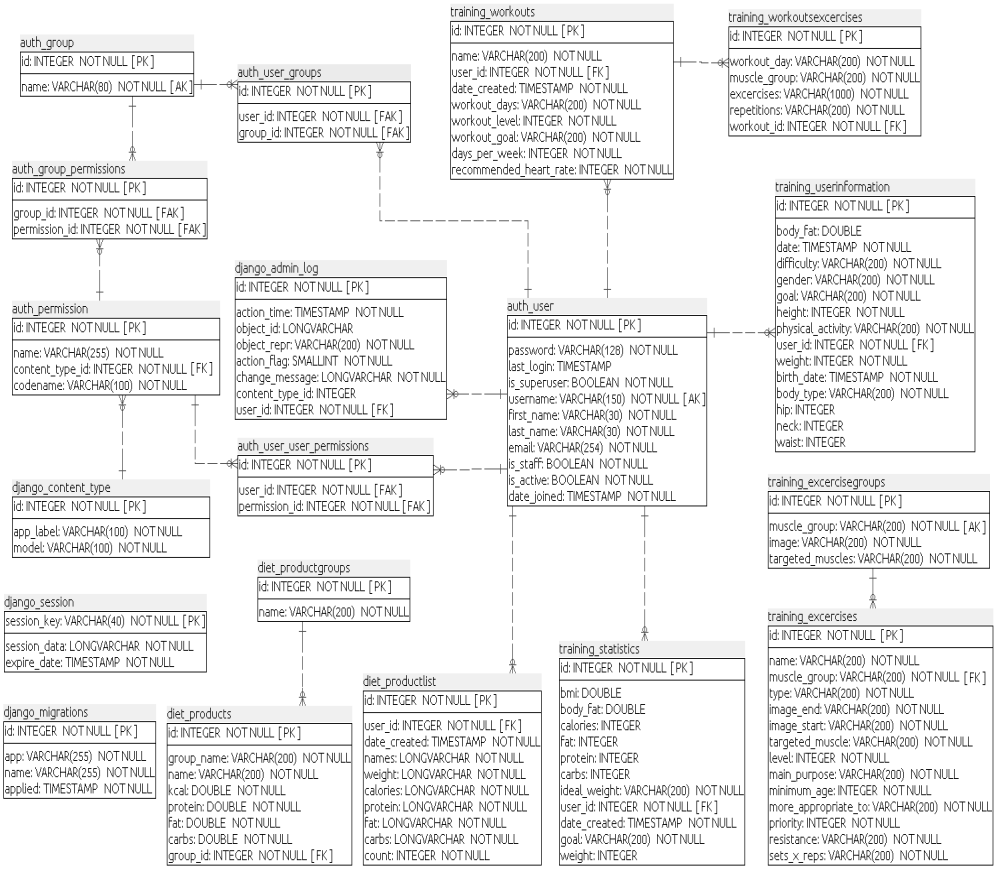 auth_group
id: INTEGER NOT NULL [PK]
name: VARCHAR(80) NOT NULL [AK]
auth_user_groups
id: INTEGER NOT NULL [PK]
user_id: INTEGER NOT NULL [FAK]
group_id: INTEGER NOT NULL [FAK]
training_workouts
id: INTEGER NOT NULL [PK]
name: VARCHAR(200) NOT NULL
user_id: INTEGER NOT NULL [FK]
date_created: TIMESTAMP NOT NULL
workout_days: VARCHAR(200) NOT NULL
workout_level: INTEGER NOT NULL
workout_goal: VARCHAR(200) NOT NULL
days_per_week: INTEGER NOT NULL
recommended_heart_rate: INTEGER NOT NULL
training_workoutsexcercises
id: INTEGER NOT NULL [PK]
workout_day: VARCHAR(200) NOT NULL
muscle_group: VARCHAR(200) NOT NULL
excercises: VARCHAR(1000) NOT NULL
repetitions: VARCHAR(200) NOT NULL
workout_id: INTEGER NOT NULL [FK]
auth_group_permissions
id: INTEGER NOT NULL [PK]
group_id: INTEGER NOT NULL [FAK]
permission_id: INTEGER NOT NULL [FAK]
training_userinformation
id: INTEGER NOT NULL [PK]
body_fat: DOUBLE
date: TIMESTAMP NOT NULL
difficulty: VARCHAR(200) NOT NULL
gender: VARCHAR(200) NOT NULL
goal: VARCHAR(200) NOT NULL
height: INTEGER NOT NULL
physical_activity: VARCHAR(200) NOT NULL
user_id: INTEGER NOT NULL [FK]
weight: INTEGER NOT NULL
birth_date: TIMESTAMP NOT NULL
body_type: VARCHAR(200) NOT NULL
hip: INTEGER
neck: INTEGER
waist: INTEGER
django_admin_log
id: INTEGER NOT NULL [PK]
action_time: TIMESTAMP NOT NULL
object_id: LONGVARCHAR
object_repr: VARCHAR(200) NOT NULL
action_flag: SMALLINT NOT NULL
change_message: LONGVARCHAR NOT NULL
content_type_id: INTEGER
user_id: INTEGER NOT NULL [FK]
auth_permission
id: INTEGER NOT NULL [PK]
name: VARCHAR(255) NOT NULL
content_type_id: INTEGER NOT NULL [FK]
codename: VARCHAR(100) NOT NULL
auth_user
id: INTEGER NOT NULL [PK]
password: VARCHAR(128) NOT NULL
last_login: TIMESTAMP
is_superuser: BOOLEAN NOT NULL
username: VARCHAR(150) NOT NULL [AK]
first_name: VARCHAR(30) NOT NULL
last_name: VARCHAR(30) NOT NULL
email: VARCHAR(254) NOT NULL
is_staff: BOOLEAN NOT NULL
is_active: BOOLEAN NOT NULL
date_joined: TIMESTAMP NOT NULL
auth_user_user_permissions
id: INTEGER NOT NULL [PK]
user_id: INTEGER NOT NULL [FAK]
permission_id: INTEGER NOT NULL [FAK]
django_content_type
id: INTEGER NOT NULL [PK]
app_label: VARCHAR(100) NOT NULL
model: VARCHAR(100) NOT NULL
training_excercisegroups
id: INTEGER NOT NULL [PK]
muscle_group: VARCHAR(200) NOT NULL [AK]
image: VARCHAR(200) NOT NULL
targeted_muscles: VARCHAR(200) NOT NULL
diet_productgroups
id: INTEGER NOT NULL [PK]
name: VARCHAR(200) NOT NULL
django_session
session_key: VARCHAR(40) NOT NULL [PK]
session_data: LONGVARCHAR NOT NULL
expire_date: TIMESTAMP NOT NULL
training_excercises
id: INTEGER NOT NULL [PK]
name: VARCHAR(200) NOT NULL
muscle_group: VARCHAR(200) NOT NULL [FK]
type: VARCHAR(200) NOT NULL
image_end: VARCHAR(200) NOT NULL
image_start: VARCHAR(200) NOT NULL
targeted_muscle: VARCHAR(200) NOT NULL
level: INTEGER NOT NULL
main_purpose: VARCHAR(200) NOT NULL
minimum_age: INTEGER NOT NULL
more_appropriate_to: VARCHAR(200) NOT NULL
priority: INTEGER NOT NULL
resistance: VARCHAR(200) NOT NULL
sets_x_reps: VARCHAR(200) NOT NULL
training_statistics
id: INTEGER NOT NULL [PK]
bmi: DOUBLE
body_fat: DOUBLE
calories: INTEGER
fat: INTEGER
protein: INTEGER
carbs: INTEGER
ideal_weight: VARCHAR(200) NOT NULL
user_id: INTEGER NOT NULL [FK]
date_created: TIMESTAMP NOT NULL
goal: VARCHAR(200) NOT NULL
weight: INTEGER
diet_productlist
id: INTEGER NOT NULL [PK]
user_id: INTEGER NOT NULL [FK]
date_created: TIMESTAMP NOT NULL
names: LONGVARCHAR NOT NULL
weight: LONGVARCHAR NOT NULL
calories: LONGVARCHAR NOT NULL
protein: LONGVARCHAR NOT NULL
fat: LONGVARCHAR NOT NULL
carbs: LONGVARCHAR NOT NULL
count: INTEGER NOT NULL
django_migrations
id: INTEGER NOT NULL [PK]
app: VARCHAR(255) NOT NULL
name: VARCHAR(255) NOT NULL
applied: TIMESTAMP NOT NULL
diet_products
id: INTEGER NOT NULL [PK]
group_name: VARCHAR(200) NOT NULL
name: VARCHAR(200) NOT NULL
kcal: DOUBLE NOT NULL
protein: DOUBLE NOT NULL
fat: DOUBLE NOT NULL
carbs: DOUBLE NOT NULL
group_id: INTEGER NOT NULL [FK]